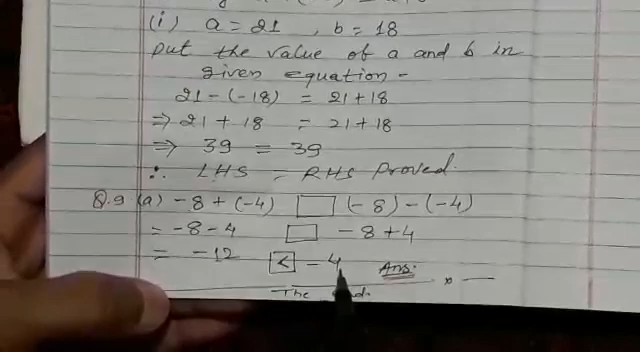 (i) a = 21 , b = 18
put the value of a and b in
given equation -
21 - (-18) = 21 + 18
⇒ 21 + 18 = 21 + 18
⇒ 39 = 39
∴ LHS = RHS Proved.
Q.9 (a) -8 + (-4) □ (-8) - (-4)
= -8 - 4 □ -8 + 4
= -12 < -4 Ans.
The